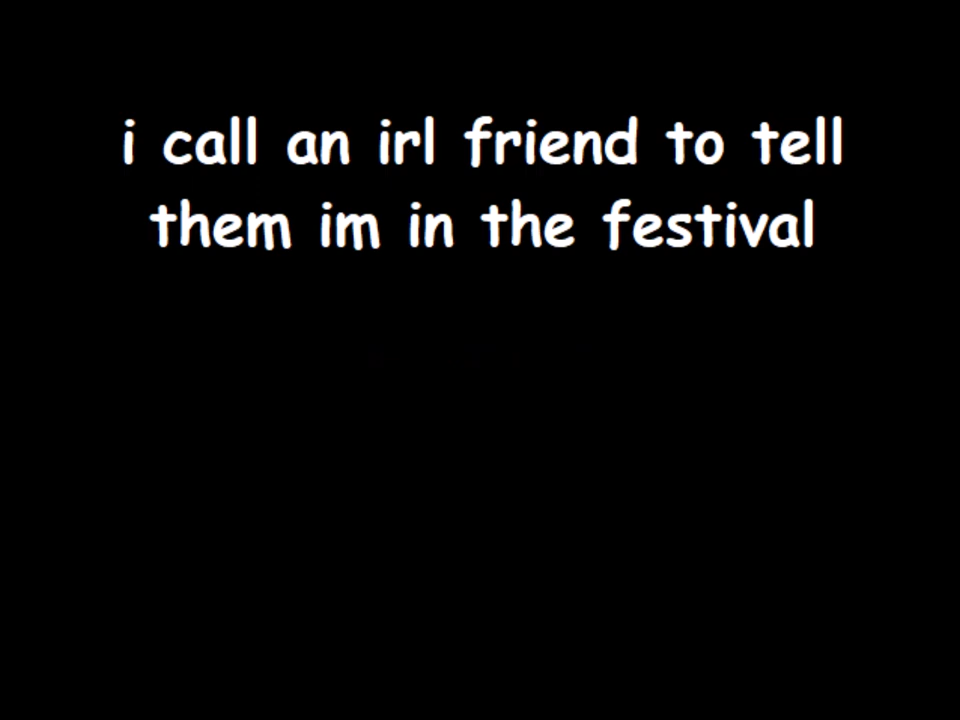 i call an irl friend to tell
them im in the festival